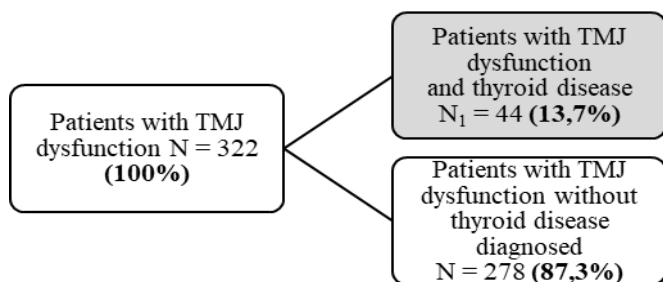 Patients with TMJ
dysfunction N = 322
(100%)
Patients with TMJ
dysfunction
and thyroid disease
N₁ = 44 (13,7%)
Patients with TMJ
dysfunction without
thyroid disease
diagnosed
N = 278 (87,3%)